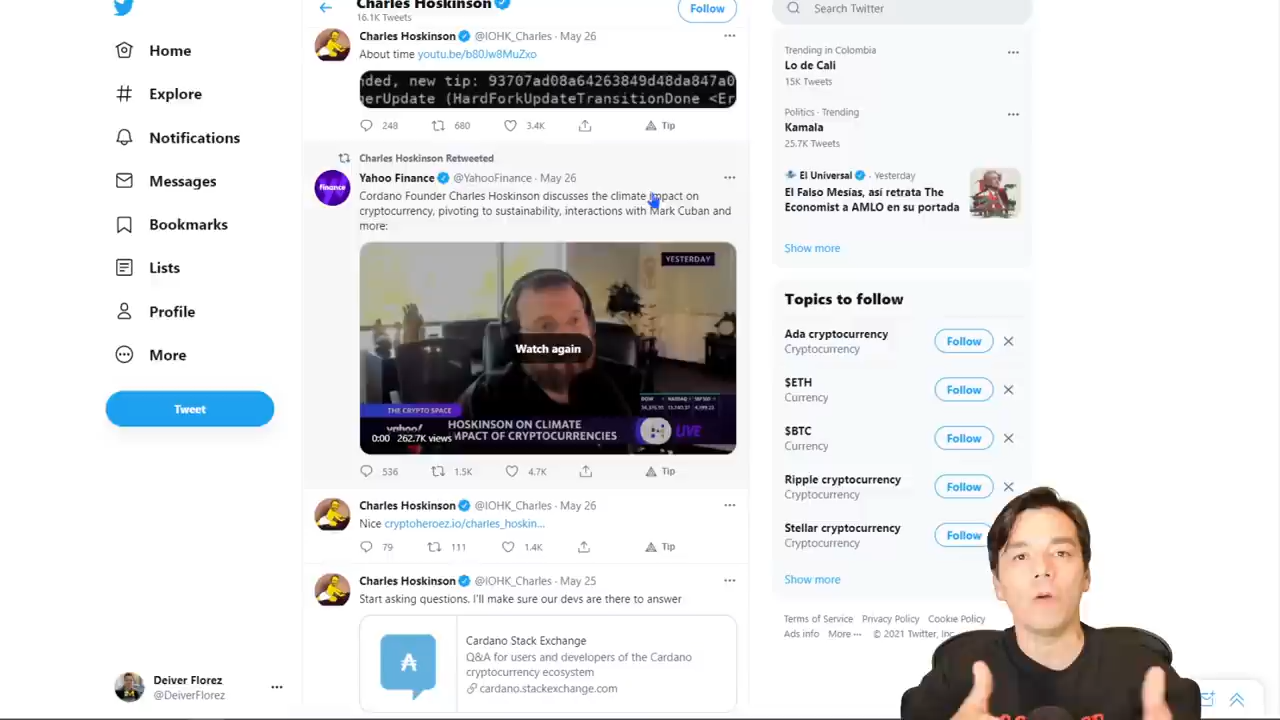 Home
Explore
Notifications
Messages
Bookmarks
Lists
Profile
More
Tweet
Deiver Florez
@DeiverFlorez
Charles Hoskinson
16.1K Tweets
Follow
Charles Hoskinson @IOHK_Charles · May 26
About time youtu.be/b80Jw8MuZxo
nded, new tip: 93707ad08a64263849d48da847a0
erUpdate (HardForkUpdateTransitionDone <Er
248 680 3.4K Tip
Charles Hoskinson Retweeted
finance
Yahoo Finance @YahooFinance · May 26
Cordano Founder Charles Hoskinson discusses the climate impact on
cryptocurrency, pivoting to sustainability, interactions with Mark Cuban and
more:
YESTERDAY
Watch again
THE CRYPTO SPACE
DOW NASDAQ S&P 500
HOSKINSON ON CLIMATE
IMPACT OF CRYPTOCURRENCIES
LIVE
0:00 262.7K views
536 1.5K 4.7K Tip
Charles Hoskinson @IOHK_Charles · May 26
Nice cryptoheroez.io/charles_hoskin...
79 111 1.4K Tip
Charles Hoskinson @IOHK_Charles · May 25
Start asking questions. I'll make sure our devs are there to answer
Cardano Stack Exchange
Q&A for users and developers of the Cardano
cryptocurrency ecosystem
cardano.stackexchange.com
Search Twitter
Trending in Colombia
Lo de Cali
15K Tweets
Politics · Trending
Kamala
25.7K Tweets
El Universal · Yesterday
El Falso Mesías, así retrata The
Economist a AMLO en su portada
Show more
Topics to follow
Ada cryptocurrency
Cryptocurrency
Follow
$ETH
Currency
Follow
$BTC
Currency
Follow
Ripple cryptocurrency
Cryptocurrency
Follow
Stellar cryptocurrency
Cryptocurrency
Follow
Show more
Terms of Service Privacy Policy Cookie Policy
Ads info More ··· © 2021 Twitter, Inc.